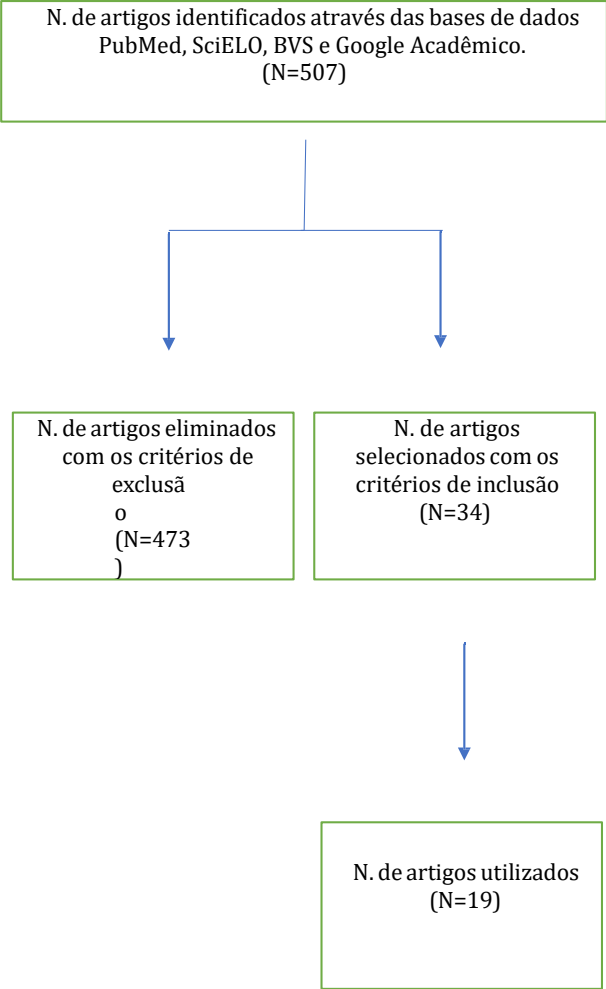 N. de artigos identificados através das bases de dados
PubMed, SciELO, BVS e Google Acadêmico.
(N=507)
N. de artigos eliminados
com os critérios de
exclusã
o
(N=473
)
N. de artigos
selecionados com os
critérios de inclusão
(N=34)
N. de artigos utilizados
(N=19)